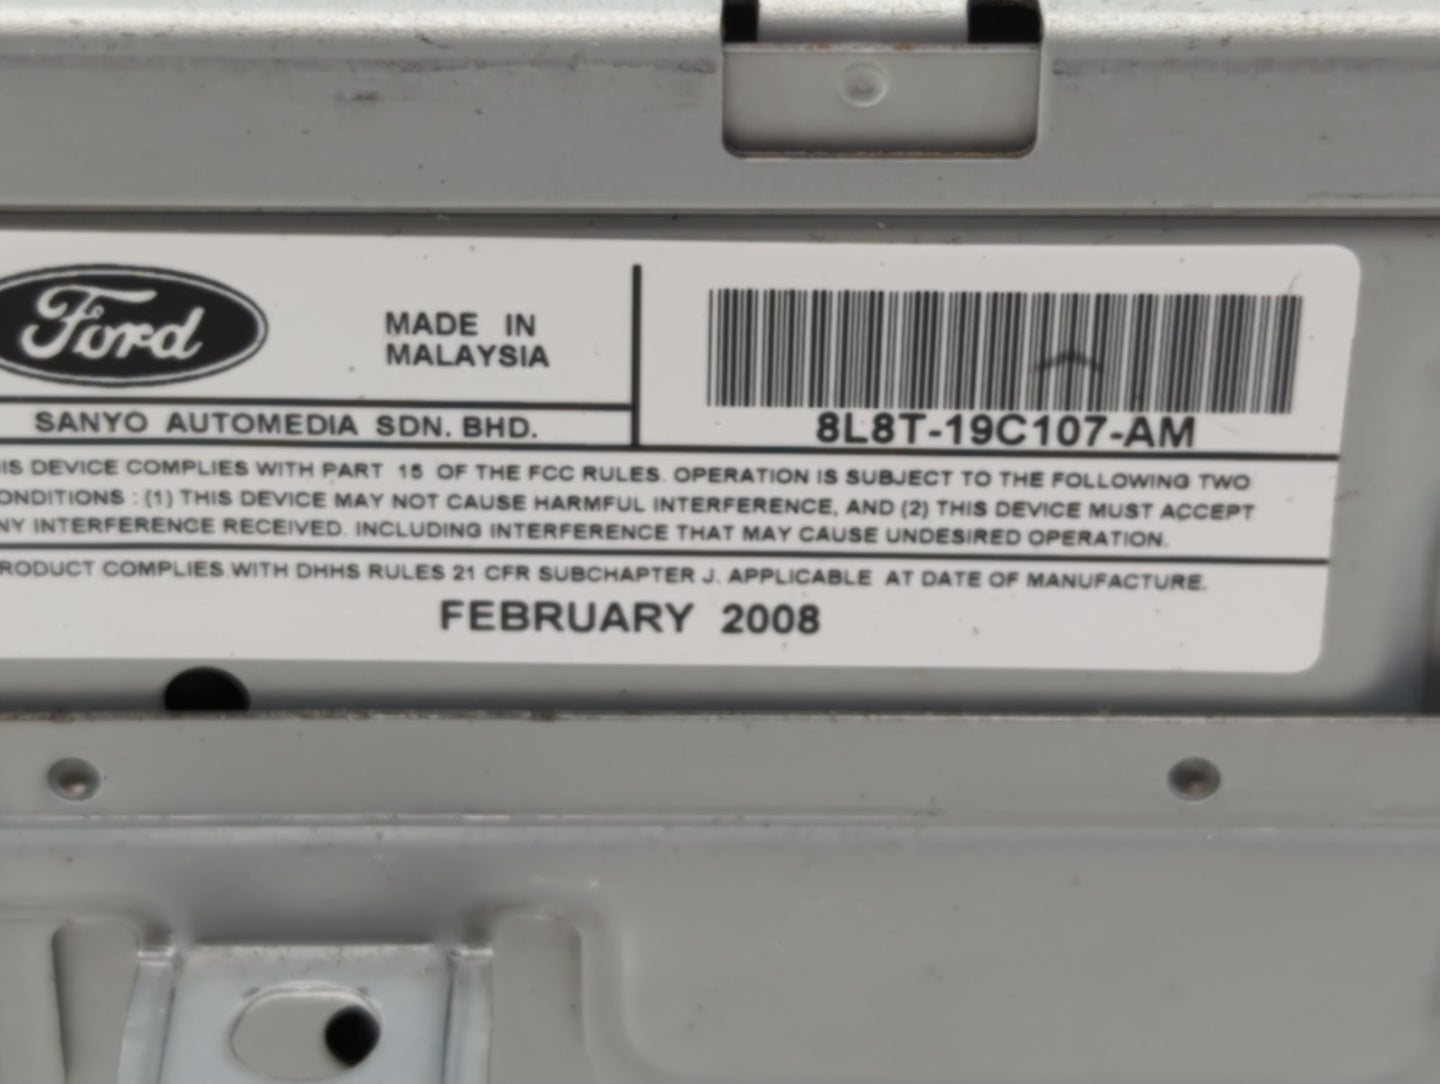 Ford
MADE IN
MALAYSIA
SANYO AUTOMEDIA SDN. BHD.
8L8T-19C107-AM
IS DEVICE COMPLIES WITH PART 15 OF THE FCC RULES. OPERATION IS SUBJECT TO THE FOLLOWING TWO
ONDITIONS : (1) THIS DEVICE MAY NOT CAUSE HARMFUL INTERFERENCE, AND (2) THIS DEVICE MUST ACCEPT
NY INTERFERENCE RECEIVED. INCLUDING INTERFERENCE THAT MAY CAUSE UNDESIRED OPERATION.
RODUCT COMPLIES WITH DHHS RULES 21 CFR SUBCHAPTER J. APPLICABLE AT DATE OF MANUFACTURE.
FEBRUARY 2008